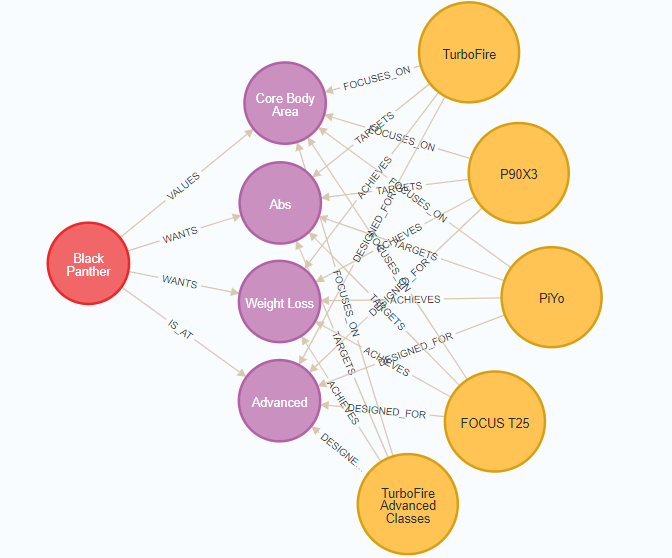 TurboFire
FOCUSES_ON
Core Body
Area
TARGETS
FOCUSES_ON
P90X3
VALUES
ACHIEVES
TARGETS
FOCUSES_ON
Abs
DESIGNED_FOR
WANTS
ACHIEVES
TARGETS
FOCUSES_ON
Black
Panther
DESIGNED_FOR
WANTS
FOCUSES_ON
Weight Loss
TARGETS
ACHIEVES
PiYo
IS_AT
TARGETS
ACHIEVES
DESIGNED_FOR
Advanced
ACHIEVES
DESIGNED_FOR
FOCUS T25
DESIGNE...
TurboFire
Advanced
Classes